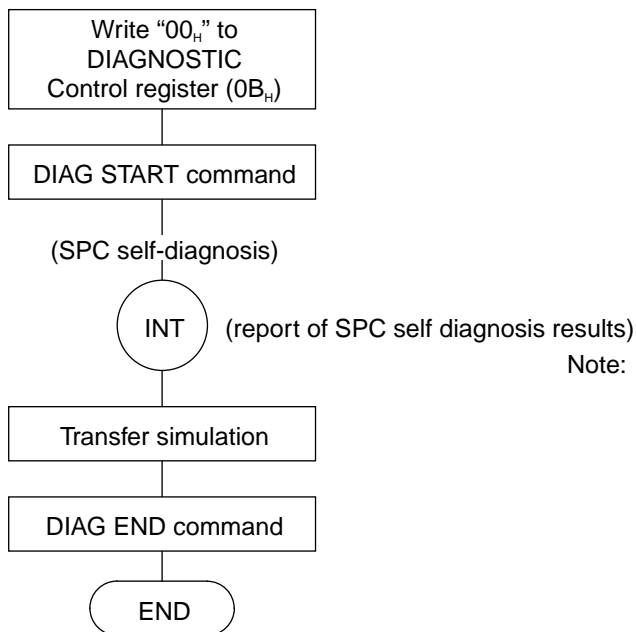 Write “00H” to
DIAGNOSTIC
Control register (0BH)
DIAG START command
(SPC self-diagnosis)
INT
(report of SPC self diagnosis results)
Note:
Transfer simulation
DIAG END command
END